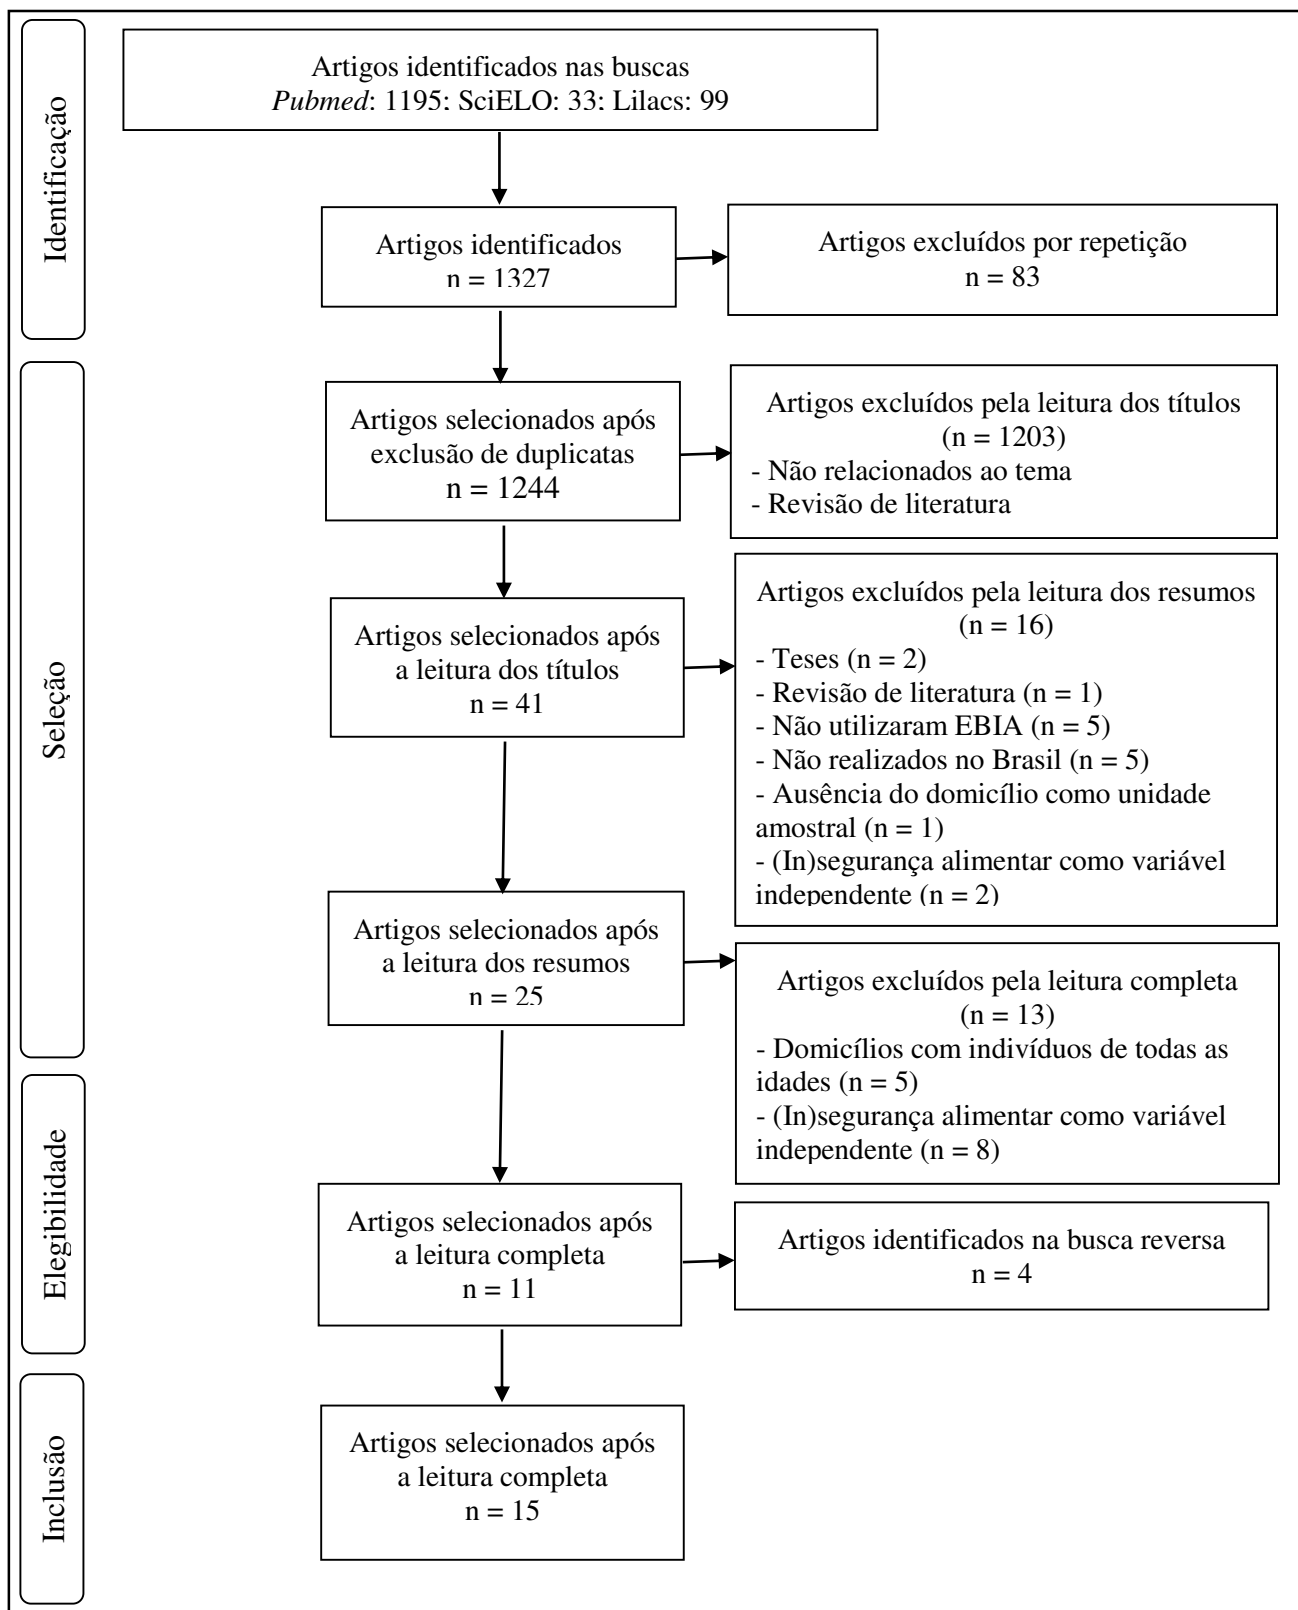 Identificação
Artigos identificados nas buscas
Pubmed: 1195; SciELO: 33; Lilacs: 99
Artigos identificados
n = 1327
Artigos excluídos por repetição
n = 83
Seleção
Artigos selecionados após
exclusão de duplicatas
n = 1244
Artigos excluídos pela leitura dos títulos
(n = 1203)
- Não relacionados ao tema
- Revisão de literatura
Artigos selecionados após
a leitura dos títulos
n = 41
Artigos excluídos pela leitura dos resumos
(n = 16)
- Teses (n = 2)
- Revisão de literatura (n = 1)
- Não utilizaram EBIA (n = 5)
- Não realizados no Brasil (n = 5)
- Ausência do domicílio como unidade
amostral (n = 1)
- (In)segurança alimentar como variável
independente (n = 2)
Artigos selecionados após
a leitura dos resumos
n = 25
Artigos excluídos pela leitura completa
(n = 13)
- Domicílios com indivíduos de todas as
idades (n = 5)
- (In)segurança alimentar como variável
independente (n = 8)
Elegibilidade
Artigos selecionados após
a leitura completa
n = 11
Artigos identificados na busca reversa
n = 4
Inclusão
Artigos selecionados após
a leitura completa
n = 15